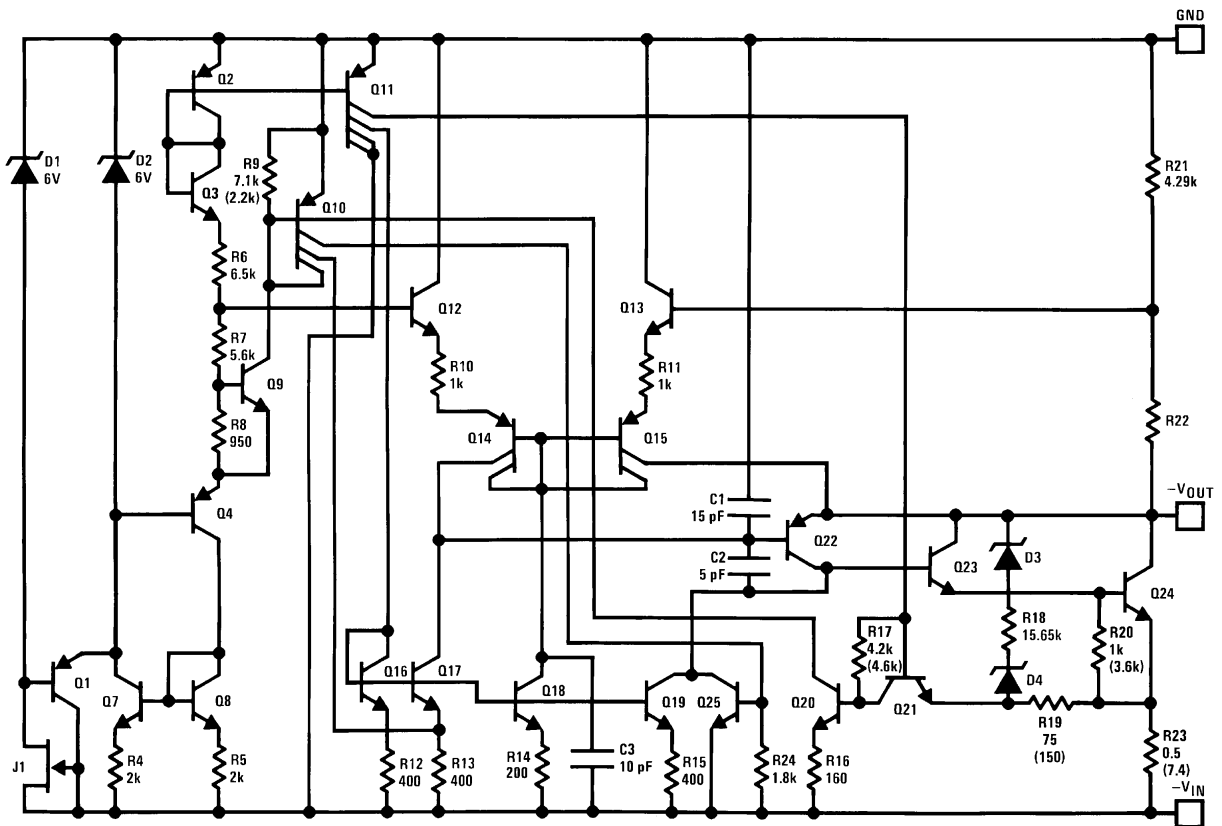 GND
Q2
Q11
D1
6V
D2
6V
R9
7.1k
(2.2k)
R21
4.29k
Q3
Q10
R6
6.5k
Q12
Q13
R7
5.6k
Q9
R10
1k
R11
1k
R8
950
Q14
Q15
R22
Q4
C1
15 pF
-VOUT
Q22
C2
5 pF
Q23
D3
Q24
R18
15.65k
R20
1k
(3.6k)
R17
4.2k
(4.6k)
Q1
Q7
Q8
Q16
Q17
Q18
Q19
Q25
Q20
Q21
D4
R19
75
(150)
J1
R4
2k
R5
2k
R12
400
R13
400
R14
200
C3
10 pF
R15
400
R24
1.8k
R16
160
R23
0.5
(7.4)
-VIN